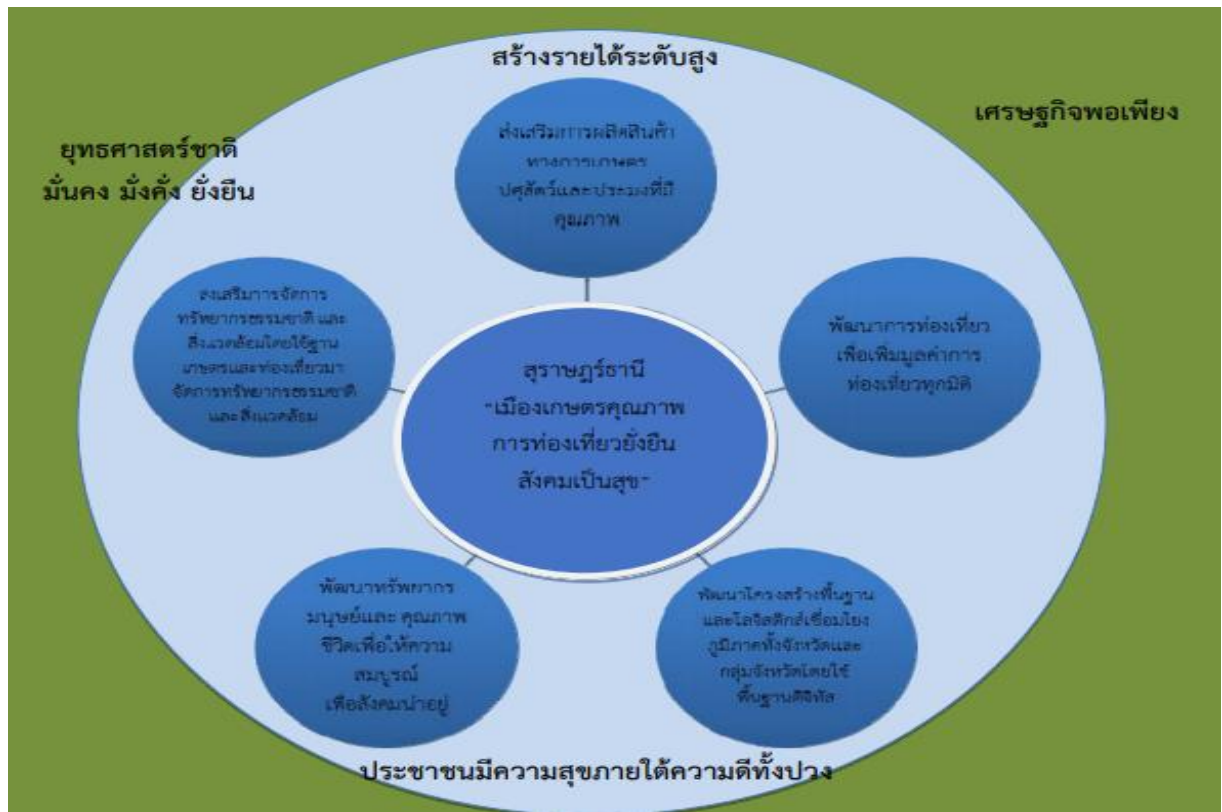 สร้างรายได้ระดับสูง
เศรษฐกิจพอเพียง
ยุทธศาสตร์ชาติ
มั่นคง มั่งคั่ง ยั่งยืน
ส่งเสริมการผลิตสินค้า
ทางการเกษตร
ปศุสัตว์และประมงที่มี
คุณภาพ
ส่งเสริมการจัดการ
ทรัพยากรธรรมชาติ และ
สิ่งแวดล้อมโดยใช้ฐาน
เกษตรและท่องเที่ยวมา
จัดการทรัพยากรธรรมชาติ
และสิ่งแวดล้อม
พัฒนาการท่องเที่ยว
เพื่อเพิ่มมูลค่าการ
ท่องเที่ยวทุกมิติ
สุราษฎร์ธานี
"เมืองเกษตรคุณภาพ
การท่องเที่ยวยั่งยืน
สังคมเป็นสุข"
พัฒนาทรัพยากร
มนุษย์และ คุณภาพ
ชีวิตเพื่อให้ความ
สมบูรณ์
เพื่อสังคมน่าอยู่
พัฒนาโครงสร้างพื้นฐาน
และโลจิสติกส์เชื่อมโยง
ภูมิภาคทั้งจังหวัดและ
กลุ่มจังหวัดโดยใช้
พื้นฐานดิจิทัล
ประชาชนมีความสุขภายใต้ความดีทั้งปวง